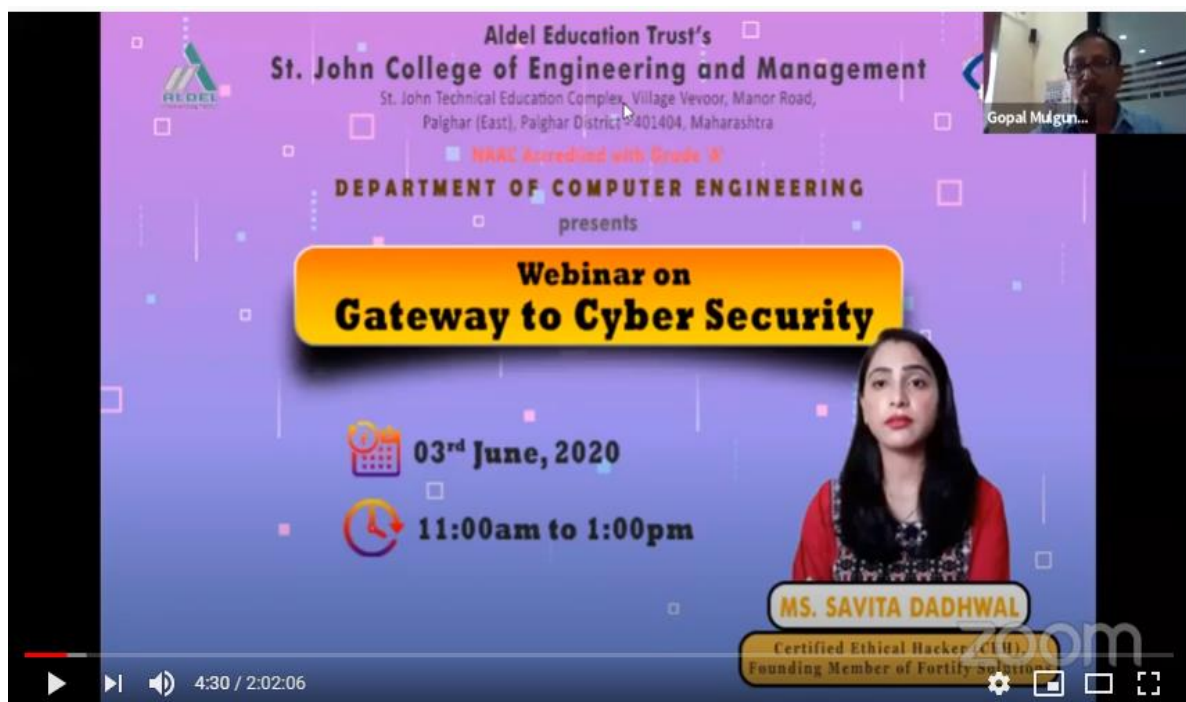 Aldel Education Trust's
St. John College of Engineering and Management
St. John Technical Education Complex, Village Vevoor, Manor Road,
Palghar (East), Palghar District - 401404, Maharashtra
NAAC Accredited with Grade 'A'
DEPARTMENT OF COMPUTER ENGINEERING
presents
Webinar on
Gateway to Cyber Security
03rd June, 2020
11:00am to 1:00pm
MS. SAVITA DADHWAL
Certified Ethical Hacker (CEH),
Founding Member of Fortify Solutions
ALDEL
Gopal Mulgun...
zoom
4:30 / 2:02:06